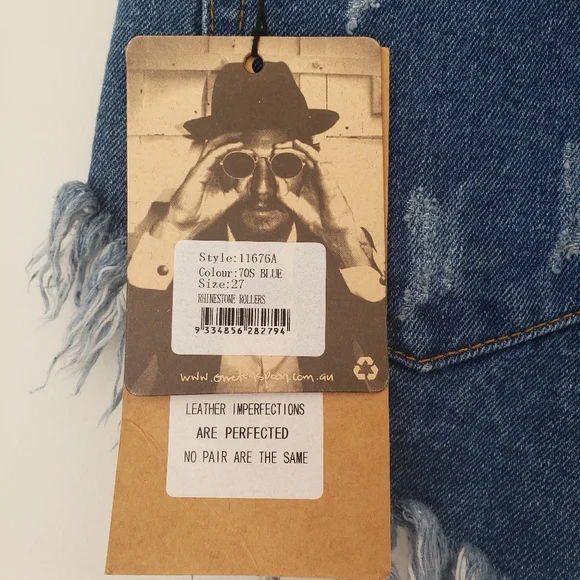 Style:11676A
Colour:70S BLUE
Size:27
RHINESTONE ROLLERS
9 334856 282794
www.oneteaspoon.com.au
LEATHER IMPERFECTIONS
ARE PERFECTED
NO PAIR ARE THE SAME